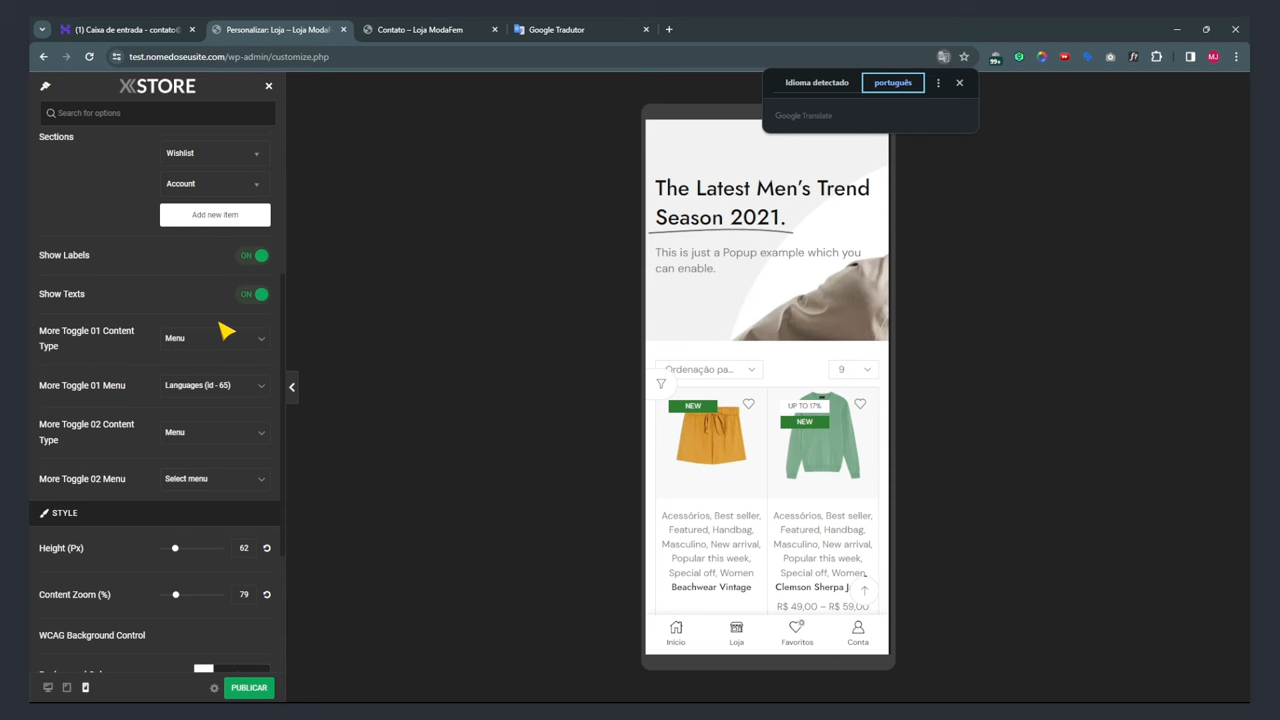 (1) Caixa de entrada - contato@
Personalizar: Loja – Loja Moda
Contato – Loja ModaFem
Google Tradutor
test.nomedoseusite.com/wp-admin/customize.php
99+
f?
MJ
XSTORE
Search for options
Sections
Wishlist
Account
Add new item
Show Labels
ON
Show Texts
ON
More Toggle 01 Content
Type
Menu
More Toggle 01 Menu
Languages (id - 65)
More Toggle 02 Content
Type
Menu
More Toggle 02 Menu
Select menu
STYLE
Height (Px)
62
Content Zoom (%)
79
WCAG Background Control
PUBLICAR
Idioma detectado
português
Google Translate
The Latest Men’s Trend
Season 2021.
This is just a Popup example which you
can enable.
Ordenação pa...
9
NEW
UP TO 17%
NEW
Acessórios, Best seller,
Featured, Handbag,
Masculino, New arrival,
Popular this week,
Special off, Women
Beachwear Vintage
Acessórios, Best seller,
Featured, Handbag,
Masculino, New arrival,
Popular this week,
Special off, Women
Clemson Sherpa J
R$ 49,00 – R$ 59,00
0
Inicio
Loja
Favoritos
Conta